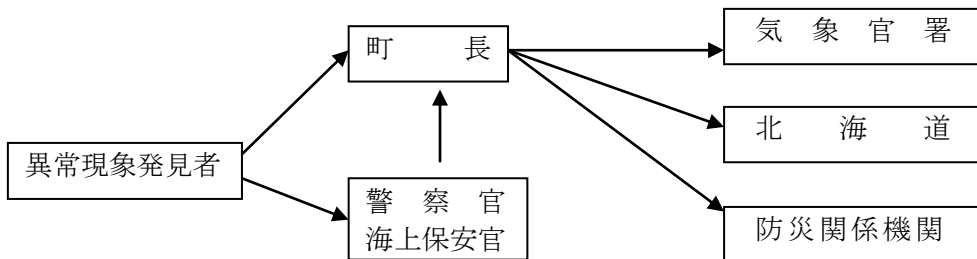 町長
気象官署
北海道
異常現象発見者
警察官
海上保安官
防災関係機関